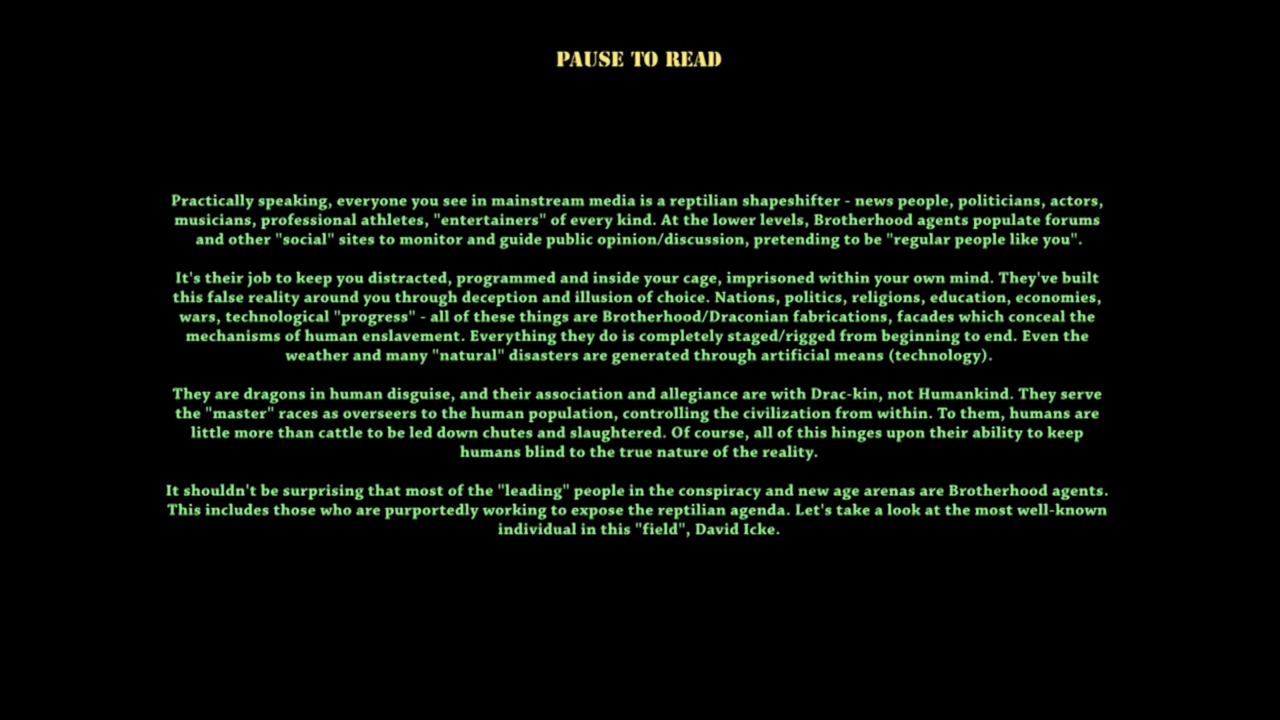 PAUSE TO READ
Practically speaking, everyone you see in mainstream media is a reptilian shapeshifter - news people, politicians, actors,
musicians, professional athletes, "entertainers" of every kind. At the lower levels, Brotherhood agents populate forums
and other "social" sites to monitor and guide public opinion/discussion, pretending to be "regular people like you".
It's their job to keep you distracted, programmed and inside your cage, imprisoned within your own mind. They've built
this false reality around you through deception and illusion of choice. Nations, politics, religions, education, economies,
wars, technological "progress" - all of these things are Brotherhood/Draconian fabrications, facades which conceal the
mechanisms of human enslavement. Everything they do is completely staged/rigged from beginning to end. Even the
weather and many "natural" disasters are generated through artificial means (technology).
They are dragons in human disguise, and their association and allegiance are with Drac-kin, not Humankind. They serve
the "master" races as overseers to the human population, controlling the civilization from within. To them, humans are
little more than cattle to be led down chutes and slaughtered. Of course, all of this hinges upon their ability to keep
humans blind to the true nature of the reality.
It shouldn't be surprising that most of the "leading" people in the conspiracy and new age arenas are Brotherhood agents.
This includes those who are purportedly working to expose the reptilian agenda. Let's take a look at the most well-known
individual in this "field", David Icke.